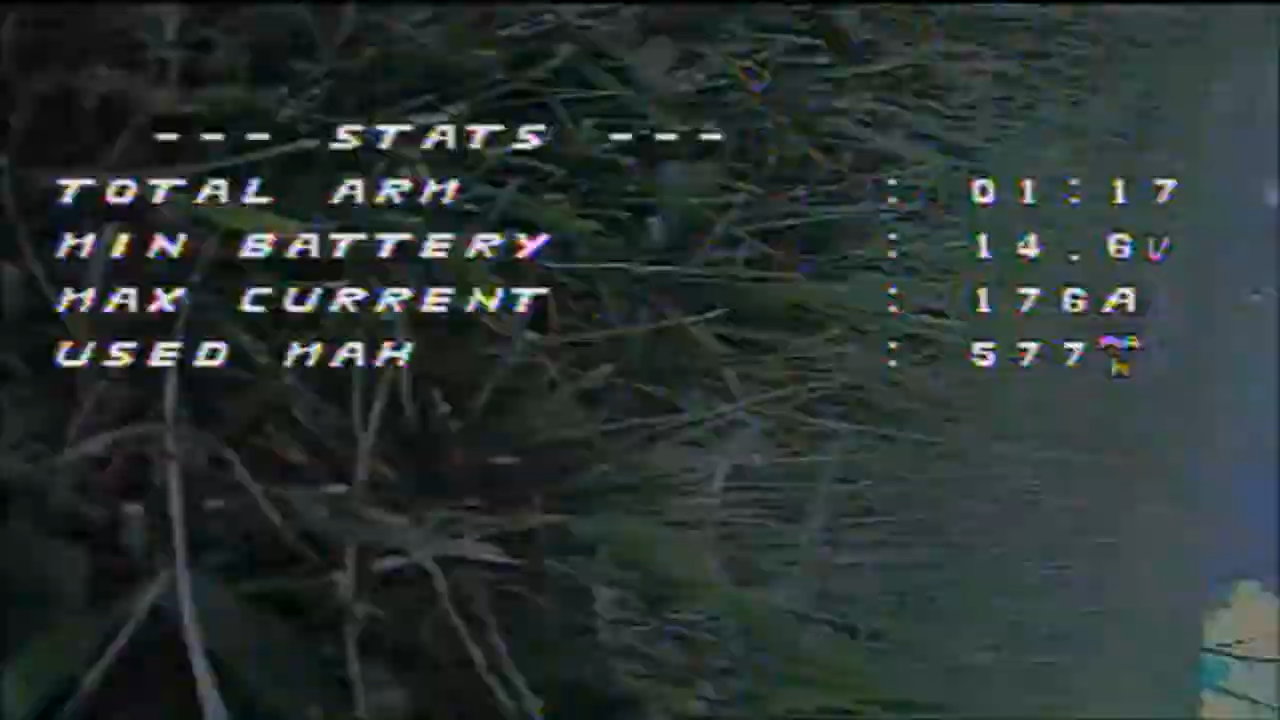 --- STATS ---
TOTAL ARM : 01:17
MIN BATTERY : 14.6V
MAX CURRENT : 176A
USED MAH : 577